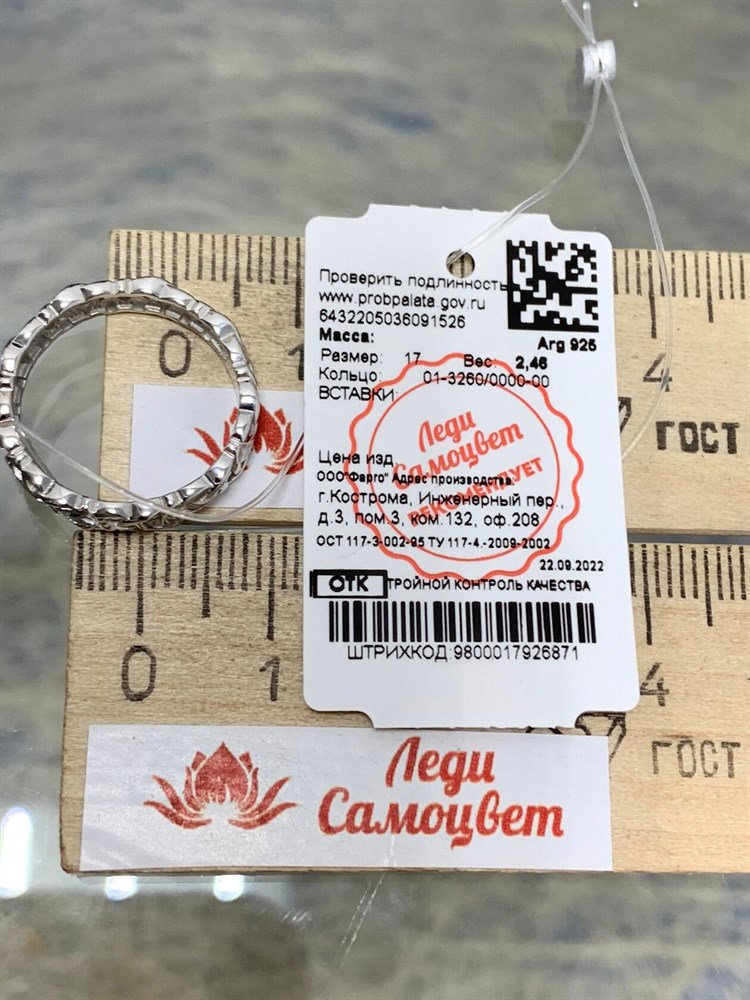 Проверить подлинность
www.probpalata.gov.ru
6432205036091526
Масса:
Arg 925
Размер: 17 Вес: 2,46
Кольцо: 01-3260/0000-00
ВСТАВКИ:
Леди
Самоцвет
РЕКОМЕНДУЕТ
Цена изд
ООО"Фарго" Адрес производства:
г.Кострома, Инженерный пер.,
д.3, пом.3, ком.132, оф.208
ОСТ 117-3-002-95 ТУ 117-4.-2009-2002
22.09.2022
ОТК ТРОЙНОЙ КОНТРОЛЬ КАЧЕСТВА
ШТРИХКОД:9800017926871
0 1 4
ГОСТ
0 1 4
ГОСТ
Леди
Самоцвет